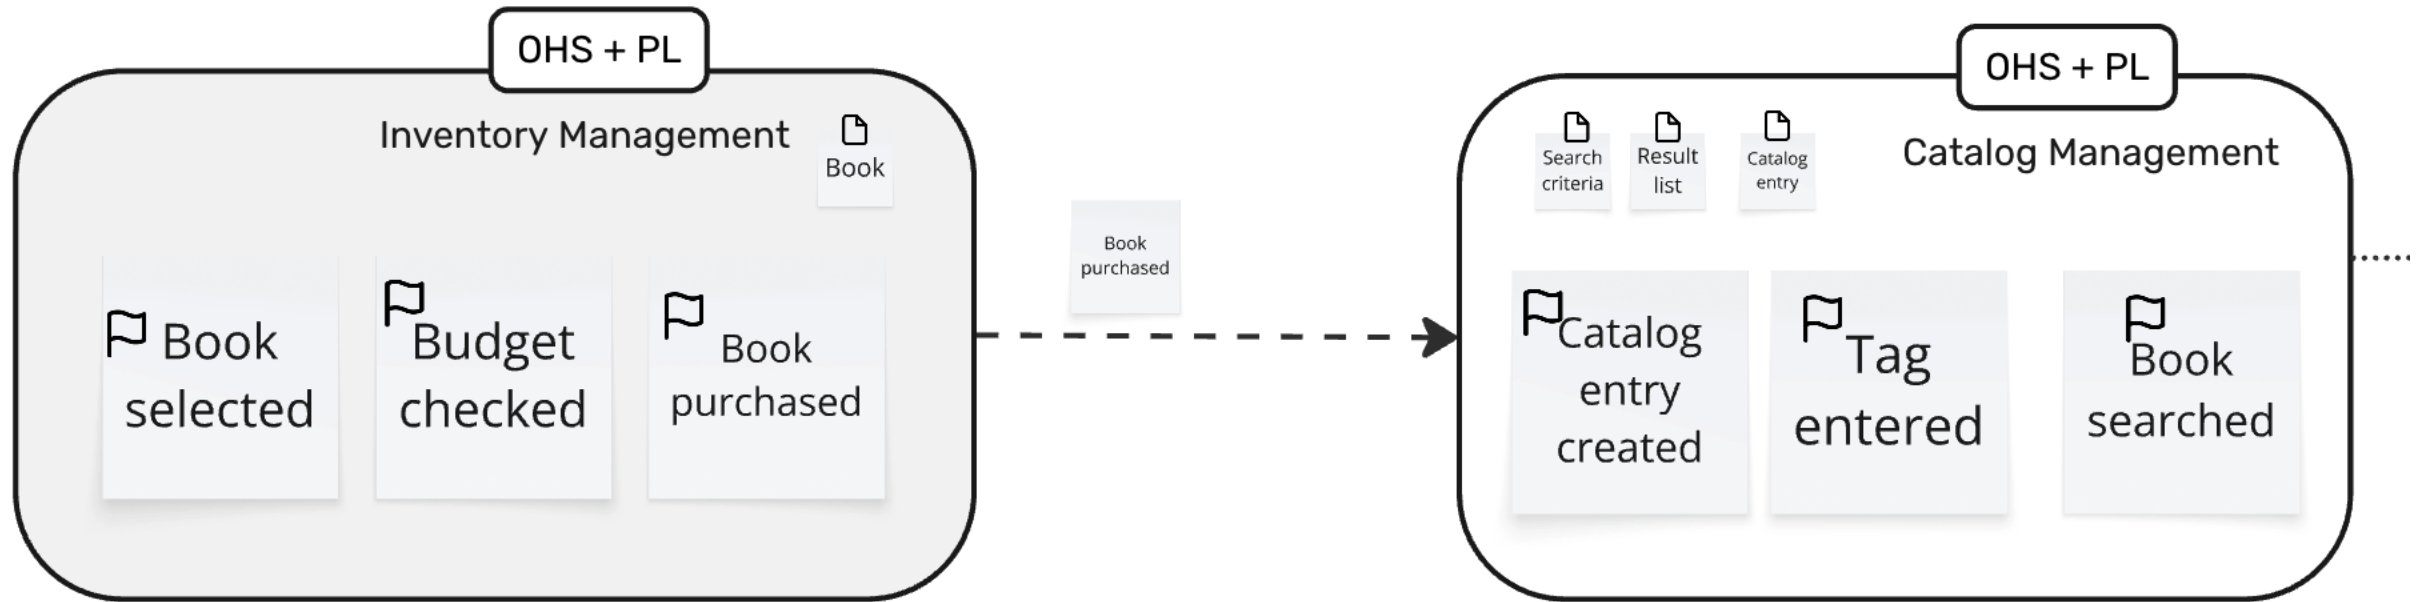 OHS + PL
Inventory Management
Book
Book
selected
Budget
checked
Book
purchased
Book
purchased
OHS + PL
Search
criteria
Result
list
Catalog
entry
Catalog Management
Catalog
entry
created
Tag
entered
Book
searched